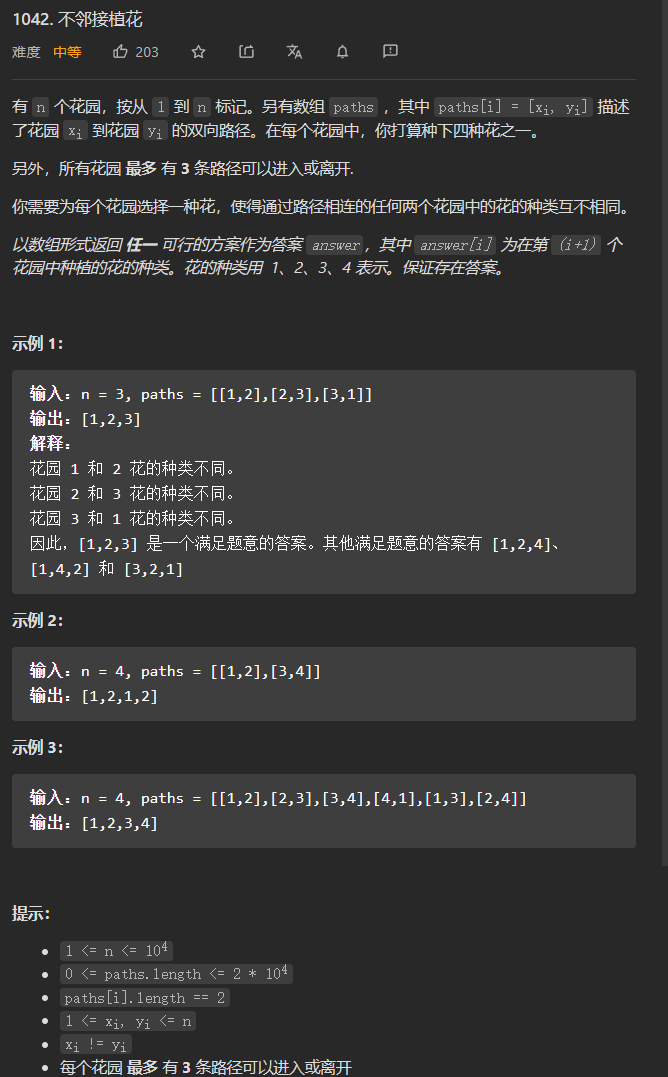 1042. 不邻接植花
难度 中等 203
有 n 个花园，按从 1 到 n 标记。另有数组 paths ，其中 paths[i] = [xi, yi] 描述
了花园 xi 到花园 yi 的双向路径。在每个花园中，你打算种下四种花之一。
另外，所有花园 最多 有 3 条路径可以进入或离开.
你需要为每个花园选择一种花，使得通过路径相连的任何两个花园中的花的种类互不相同。
以数组形式返回 任一 可行的方案作为答案 answer，其中 answer[i] 为在第 (i+1) 个
花园中种植的花的种类。花的种类用 1、2、3、4 表示。保证存在答案。
示例 1：
输入：n = 3, paths = [[1,2],[2,3],[3,1]]
输出：[1,2,3]
解释：
花园 1 和 2 花的种类不同。
花园 2 和 3 花的种类不同。
花园 3 和 1 花的种类不同。
因此，[1,2,3] 是一个满足题意的答案。其他满足题意的答案有 [1,2,4]、
[1,4,2] 和 [3,2,1]
示例 2：
输入：n = 4, paths = [[1,2],[3,4]]
输出：[1,2,1,2]
示例 3：
输入：n = 4, paths = [[1,2],[2,3],[3,4],[4,1],[1,3],[2,4]]
输出：[1,2,3,4]
提示：
1 <= n <= 10^4
0 <= paths.length <= 2 * 10^4
paths[i].length == 2
1 <= xi, yi <= n
xi != yi
每个花园 最多 有 3 条路径可以进入或离开